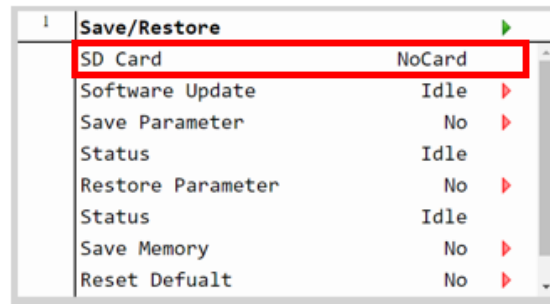 1 Save/Restore
SD Card NoCard
Software Update Idle
Save Parameter No
Status Idle
Restore Parameter No
Status Idle
Save Memory No
Reset Defualt No